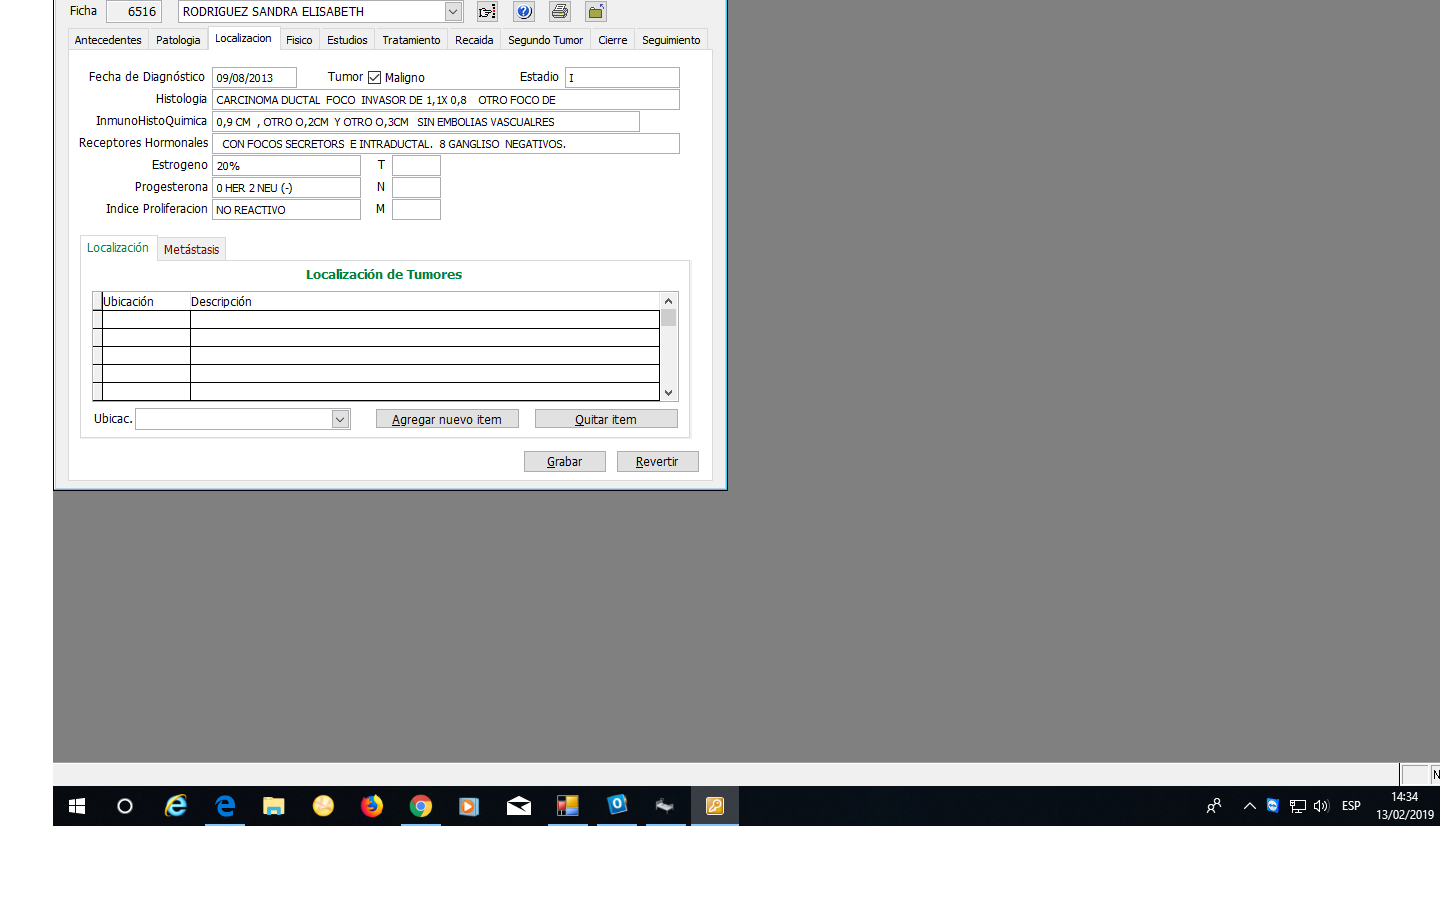 Ficha 6516 RODRIGUEZ SANDRA ELISABETH
Antecedentes Patologia Localizacion Fisico Estudios Tratamiento Recaida Segundo Tumor Cierre Seguimiento
Fecha de Diagnóstico 09/08/2013 Tumor Maligno Estadio I
Histologia CARCINOMA DUCTAL FOCO INVASOR DE 1,1X 0,8 OTRO FOCO DE
InmunoHistoQuimica 0,9 CM , OTRO O,2CM Y OTRO O,3CM SIN EMBOLIAS VASCUALRES
Receptores Hormonales CON FOCOS SECRETORS E INTRADUCTAL. 8 GANGLISO NEGATIVOS.
Estrogeno 20% T
Progesterona 0 HER 2 NEU (-) N
Indice Proliferacion NO REACTIVO M
Localización Metástasis
Localización de Tumores
Ubicación Descripción
Ubicac. Agregar nuevo item Quitar item
Grabar Revertir
N
ESP 14:34
13/02/2019